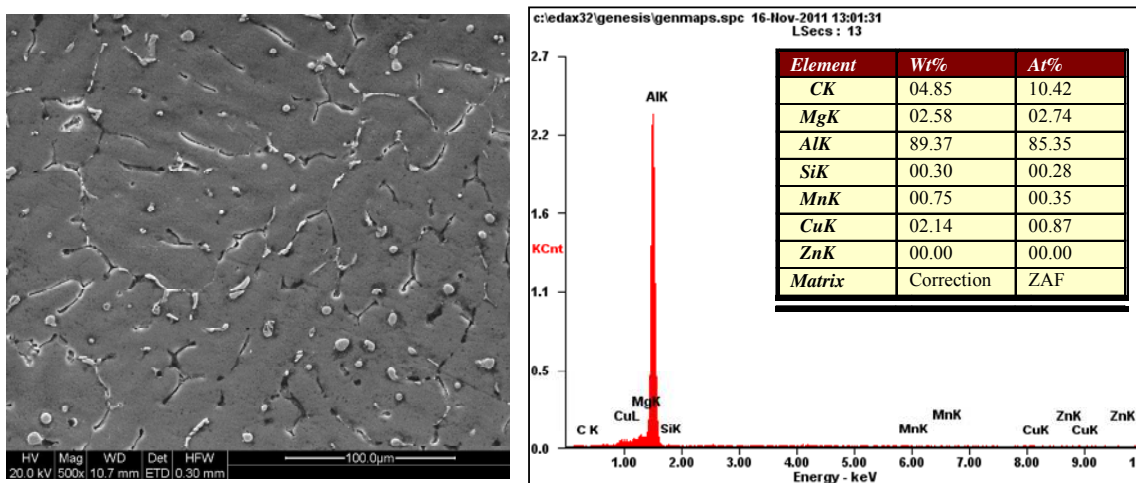 HV Mag WD Det HFW
20.0 kV 500x 10.7 mm ETD 0.30 mm
100.0µm
c:\edax32\genesis\genmaps.spc 16-Nov-2011 13:01:31
LSecs : 13
2.7
2.2
1.6
KCnt
1.1
0.5
0.0
AlK
C K
CuL
MgK
SiK
MnK
MnK
CuK
ZnK
CuK
ZnK
1.00 2.00 3.00 4.00 5.00 6.00 7.00 8.00 9.00 1
Energy - keV
Element Wt% At%
CK 04.85 10.42
MgK 02.58 02.74
AlK 89.37 85.35
SiK 00.30 00.28
MnK 00.75 00.35
CuK 02.14 00.87
ZnK 00.00 00.00
Matrix Correction ZAF